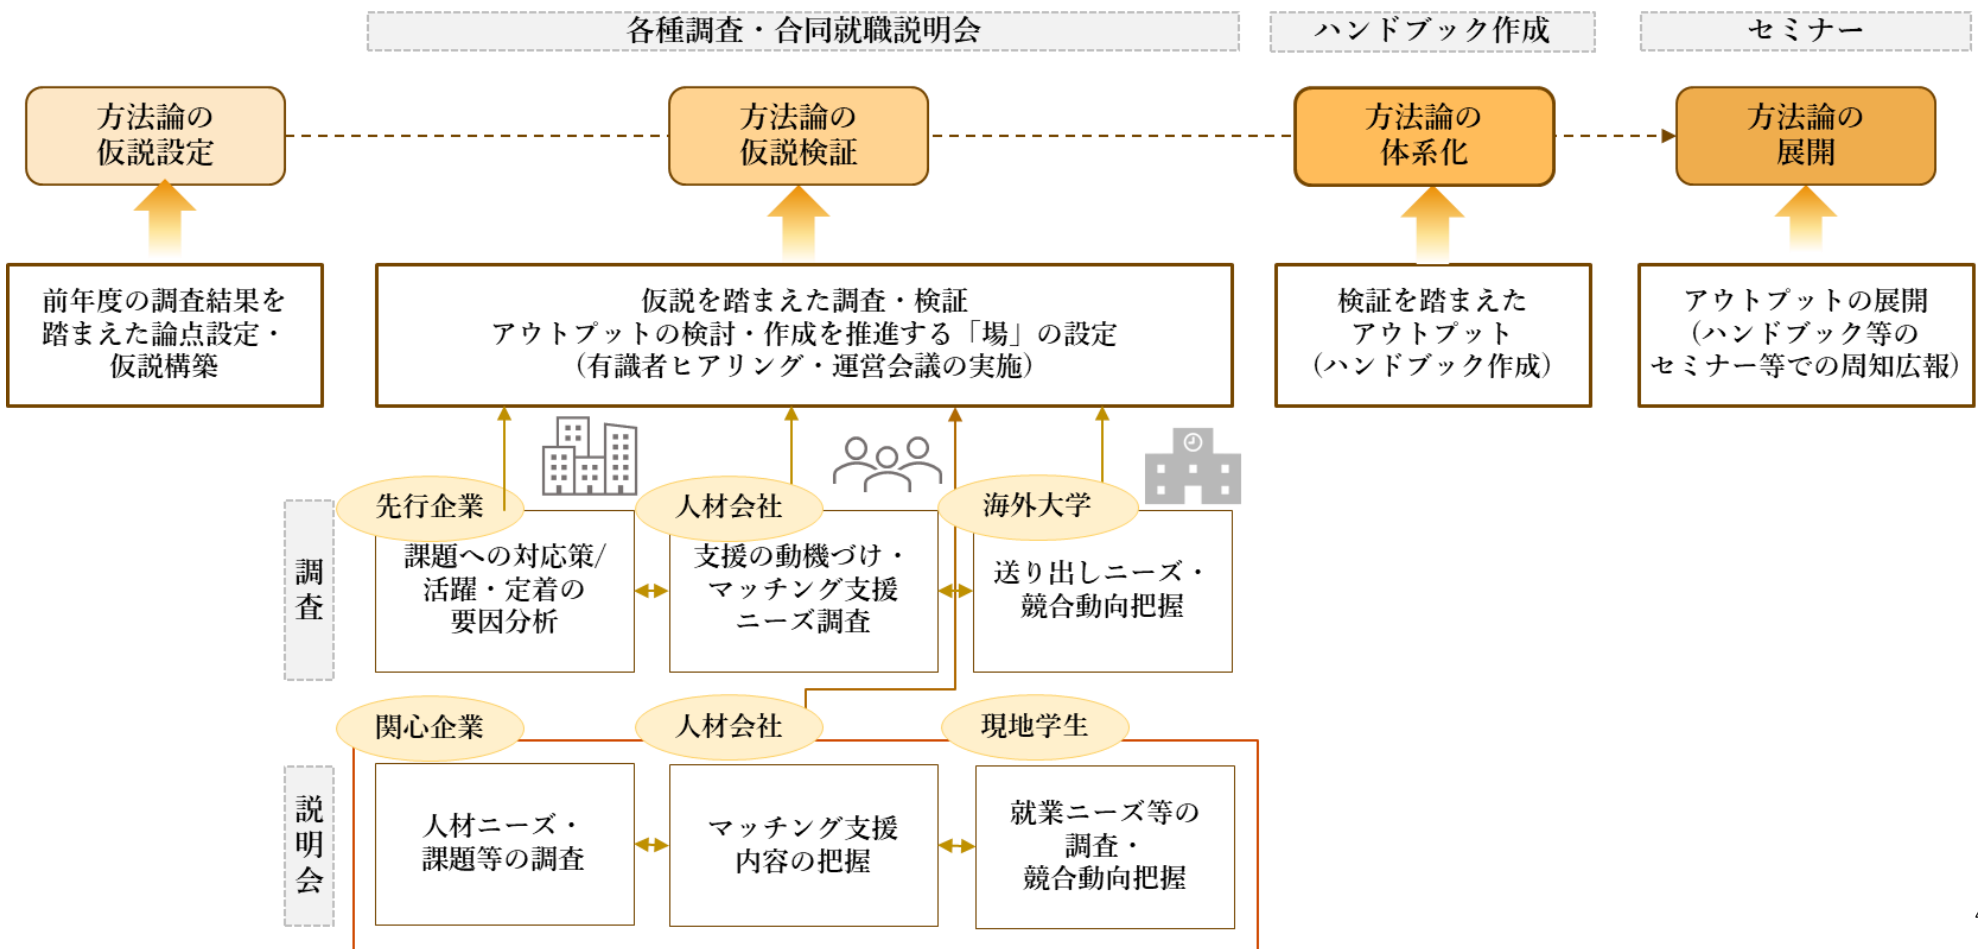 各種調査・合同就職説明会
ハンドブック作成
セミナー
方法論の
仮説設定
方法論の
仮説検証
方法論の
体系化
方法論の
展開
前年度の調査結果を
踏まえた論点設定・
仮説構築
仮説を踏まえた調査・検証
アウトプットの検討・作成を推進する「場」の設定
(有識者ヒアリング・運営会議の実施)
検証を踏まえた
アウトプット
(ハンドブック作成)
アウトプットの展開
(ハンドブック等の
セミナー等での周知広報)
調査
先行企業
課題への対応策/
活躍・定着の
要因分析
人材会社
支援の動機づけ・
マッチング支援
ニーズ調査
海外大学
送り出しニーズ・
競合動向把握
説明会
関心企業
人材ニーズ・
課題等の調査
人材会社
マッチング支援
内容の把握
現地学生
就業ニーズ等の
調査・
競合動向把握